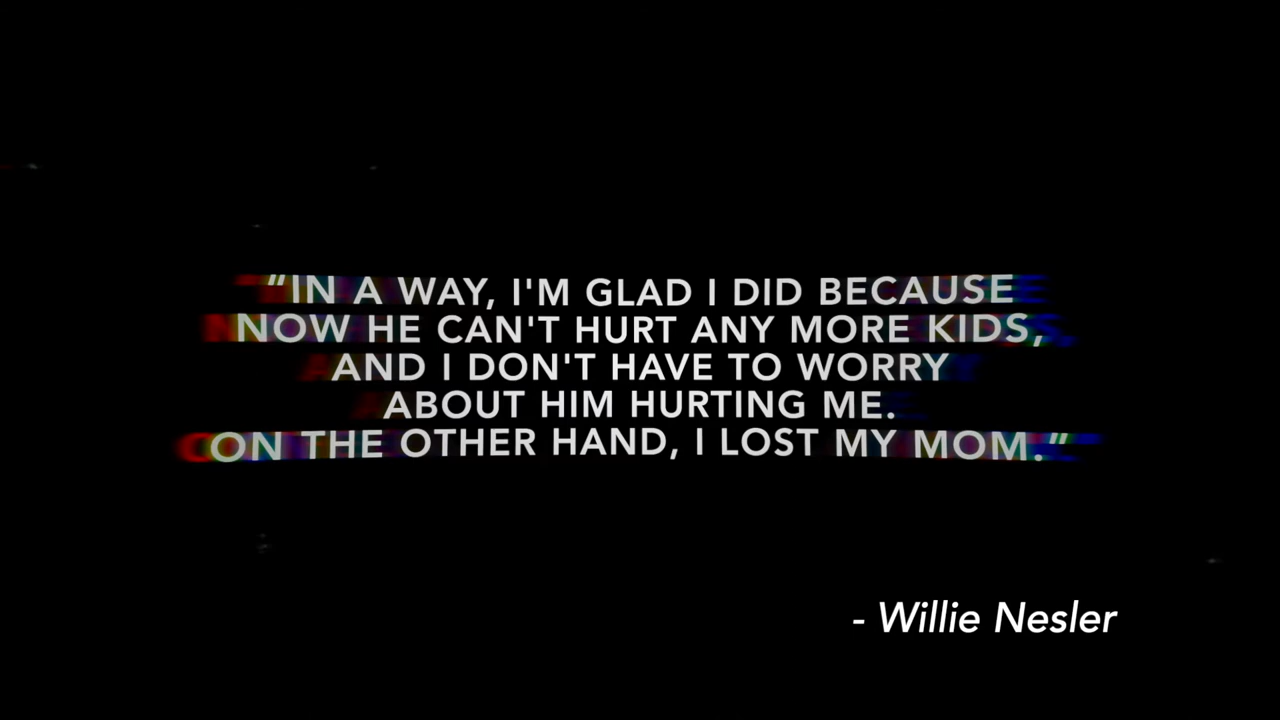 “IN A WAY, I'M GLAD I DID BECAUSE
NOW HE CAN'T HURT ANY MORE KIDS,
AND I DON'T HAVE TO WORRY
ABOUT HIM HURTING ME.
ON THE OTHER HAND, I LOST MY MOM.”
- Willie Nesler